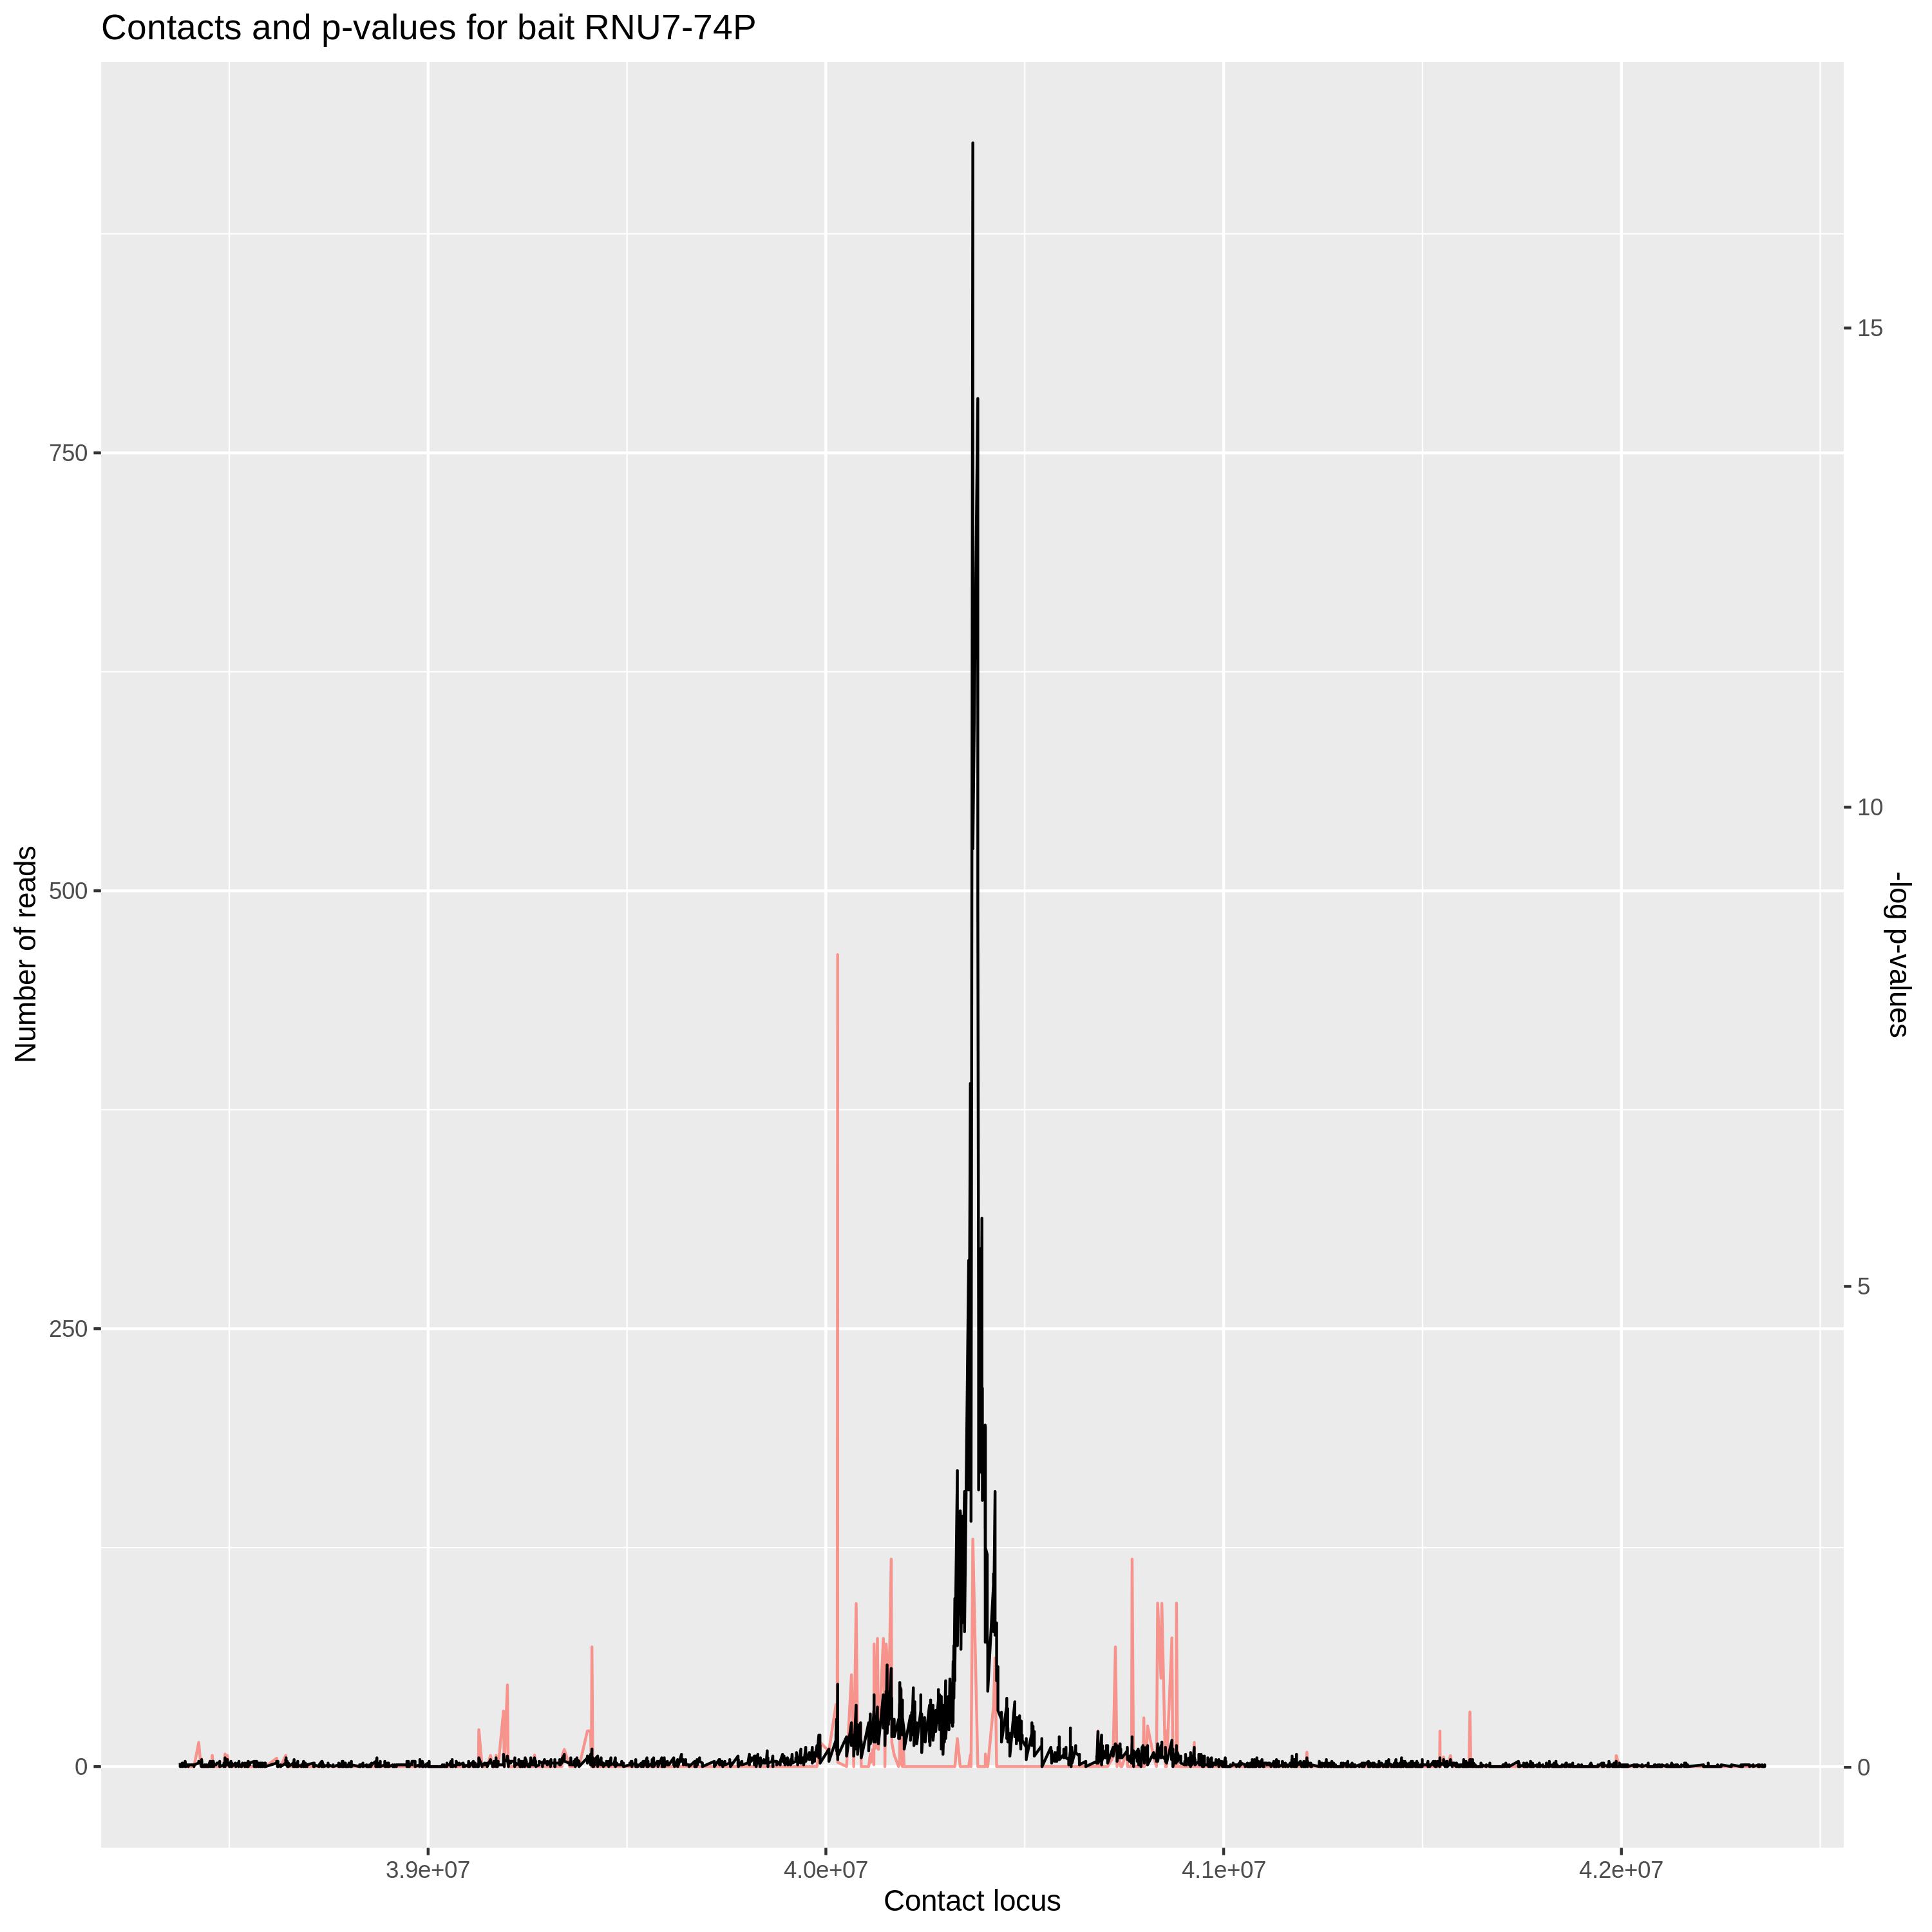 Contacts and p-values for bait RNU7-74P
Number of reads
750
500
250
0
15
10
5
0
-log p-values
3.9e+07
4.0e+07
4.1e+07
4.2e+07
Contact locus